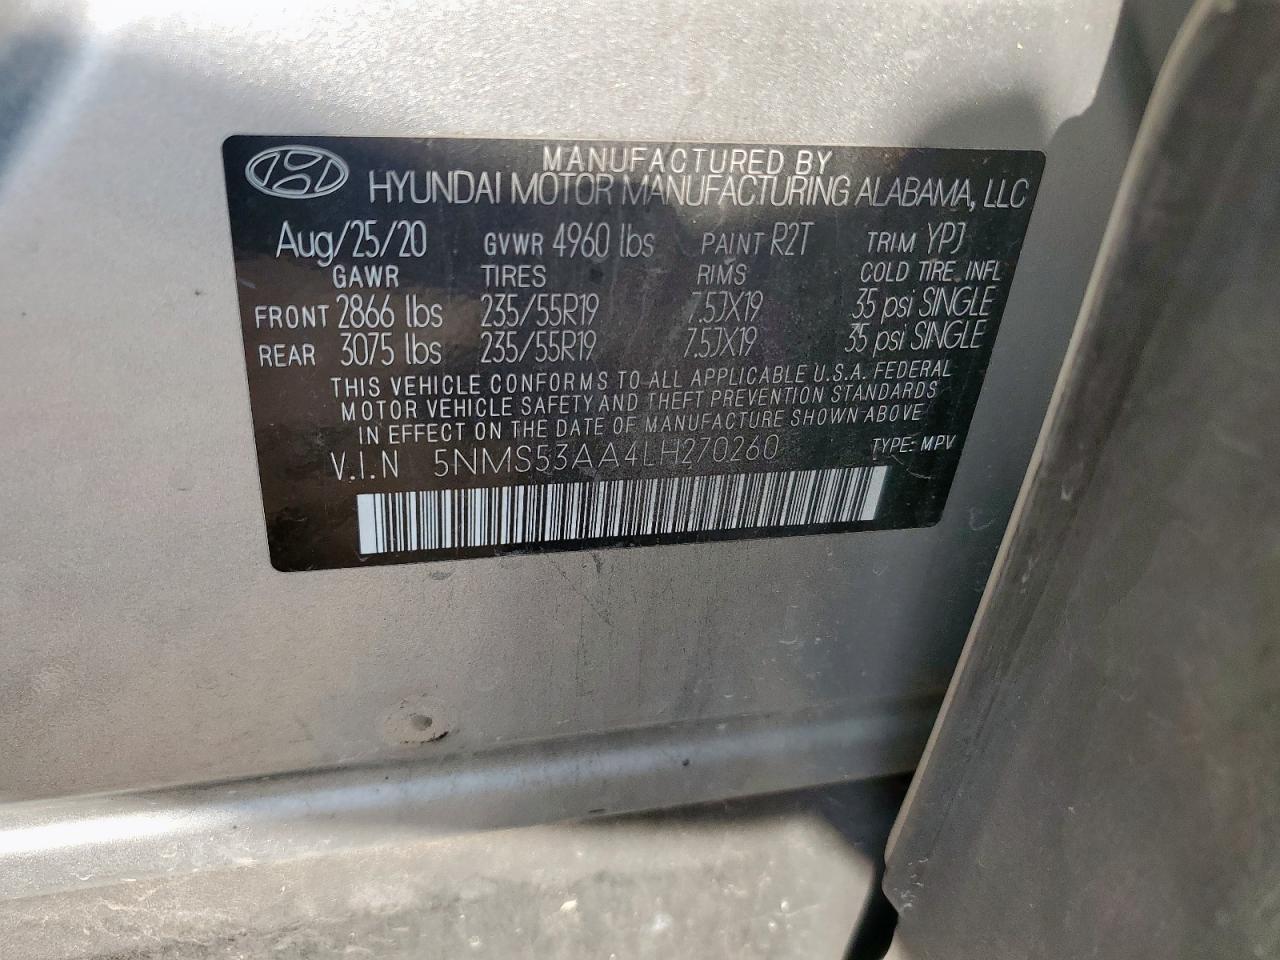 MANUFACTURED BY
HYUNDAI MOTOR MANUFACTURING ALABAMA, LLC
Aug/25/20 GVWR 4960 lbs PAINT R2T TRIM YPJ
GAWR TIRES RIMS COLD TIRE. INFL
FRONT 2866 lbs 235/55R19 7.5JX19 35 psi SINGLE
REAR 3075 lbs 235/55R19 7.5JX19 35 psi SINGLE
THIS VEHICLE CONFORMS TO ALL APPLICABLE U.S.A. FEDERAL
MOTOR VEHICLE SAFETY AND THEFT PREVENTION STANDARDS
IN EFFECT ON THE DATE OF MANUFACTURE SHOWN ABOVE
V.I.N 5NMS53AA4LH270260 TYPE: MPV